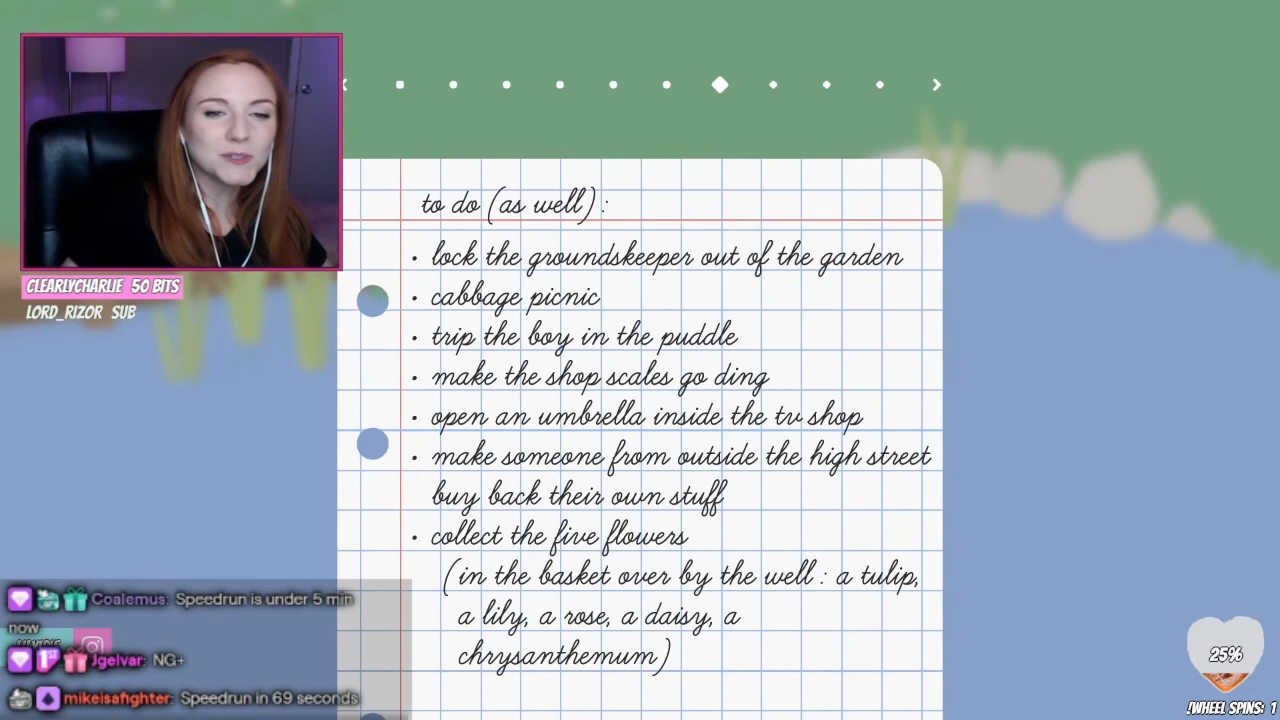 to do (as well) :
• lock the groundskeeper out of the garden
• cabbage picnic
• trip the boy in the puddle
• make the shop scales go ding
• open an umbrella inside the tv shop
• make someone from outside the high street
buy back their own stuff
• collect the five flowers
(in the basket over by the well : a tulip,
a lily, a rose, a daisy, a
chrysanthemum)
CLEARLYCHARLIE 50 BITS
LORD_RIZOR SUB
Coalemus: Speedrun is under 5 min
now
Jgelvar: NG+
mikeisafighter: Speedrun in 69 seconds
25%
!WHEEL SPINS: 1